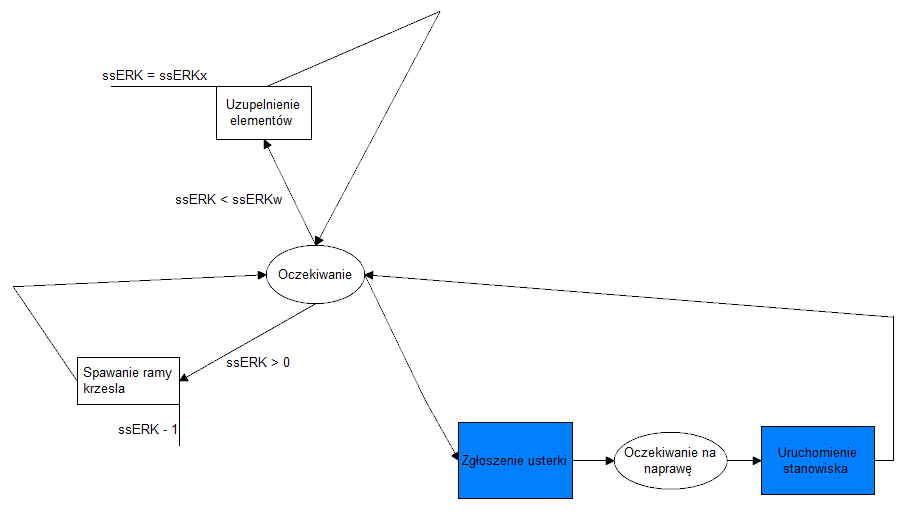 ssERK = ssERKx
Uzupelnienie
elementów
ssERK < ssERKw
Oczekiwanie
ssERK > 0
Spawanie ramy
krzesla
ssERK - 1
Zgłoszenie usterki
Oczekiwanie na
naprawę
Uruchomienie
stanowiska